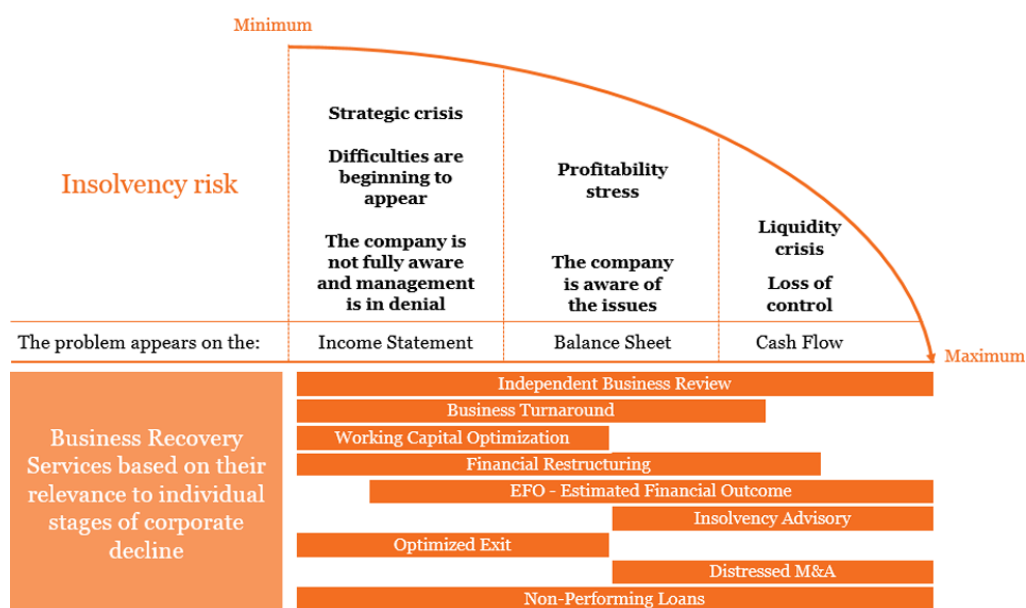 Minimum
Insolvency risk
Strategic crisis
Difficulties are
beginning to
appear
The company is
not fully aware
and management
is in denial
Profitability
stress
The company
is aware of
the issues
Liquidity
crisis
Loss of
control
The problem appears on the:
Income Statement
Balance Sheet
Cash Flow
Maximum
Business Recovery
Services based on their
relevance to individual
stages of corporate
decline
Independent Business Review
Business Turnaround
Working Capital Optimization
Financial Restructuring
EFO - Estimated Financial Outcome
Insolvency Advisory
Optimized Exit
Distressed M&A
Non-Performing Loans